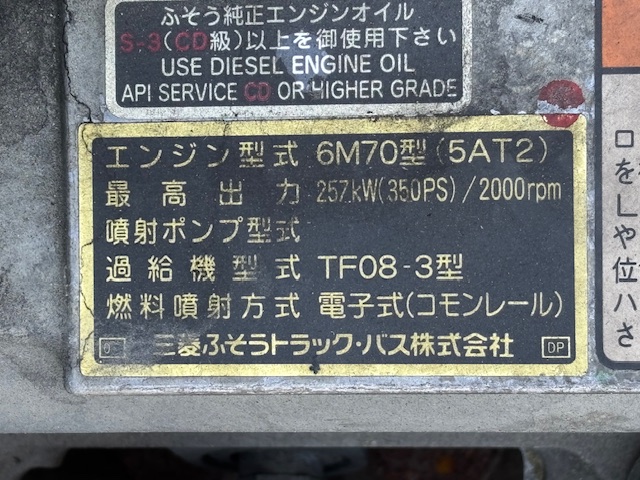 ふそう純正エンジンオイル
S-3(CD級)以上を御使用下さい
USE DIESEL ENGINE OIL
API SERVICE CD OR HIGHER GRADE
エンジン型式 6M70型(5AT2)
最高出力 257kW(350PS)/2000rpm
噴射ポンプ型式
過給機型式 TF08-3型
燃料噴射方式 電子式(コモンレール)
三菱ふそうトラック・バス株式会社 DP